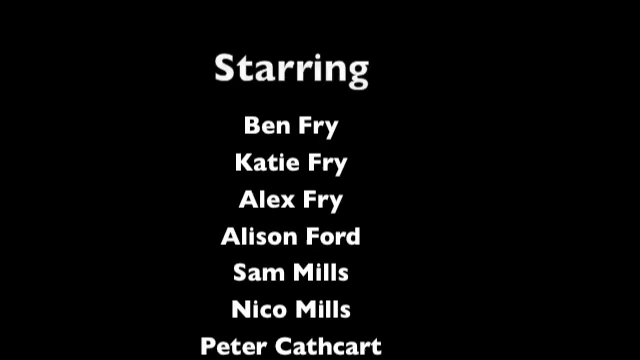 Starring
Ben Fry
Katie Fry
Alex Fry
Alison Ford
Sam Mills
Nico Mills
Peter Cathcart